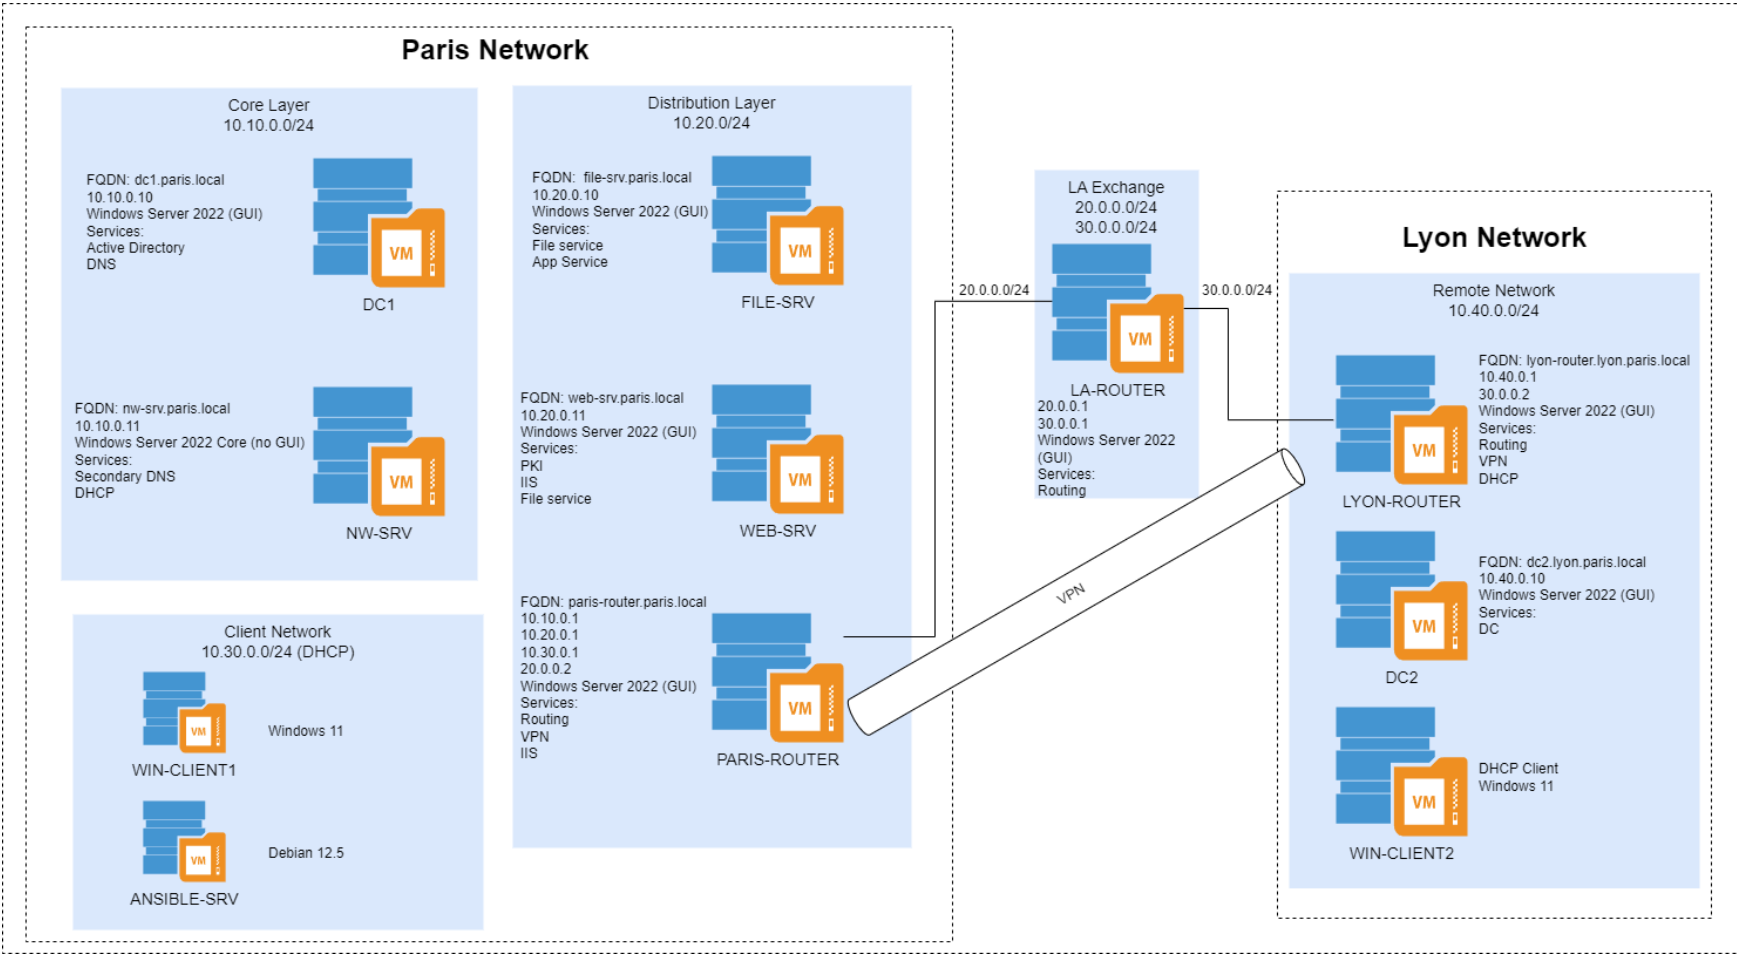 Paris Network
Core Layer
10.10.0.0/24
FQDN: dc1.paris.local
10.10.0.10
Windows Server 2022 (GUI)
Services:
Active Directory
DNS
VM
DC1
FQDN: nw-srv.paris.local
10.10.0.11
Windows Server 2022 Core (no GUI)
Services:
Secondary DNS
DHCP
VM
NW-SRV
Client Network
10.30.0.0/24 (DHCP)
VM
Windows 11
WIN-CLIENT1
VM
Debian 12.5
ANSIBLE-SRV
Distribution Layer
10.20.0/24
FQDN: file-srv.paris.local
10.20.0.10
Windows Server 2022 (GUI)
Services:
File service
App Service
VM
FILE-SRV
FQDN: web-srv.paris.local
10.20.0.11
Windows Server 2022 (GUI)
Services:
PKI
IIS
File service
VM
WEB-SRV
FQDN: paris-router.paris.local
10.10.0.1
10.20.0.1
10.30.0.1
20.0.0.2
Windows Server 2022 (GUI)
Services:
Routing
VPN
IIS
VM
PARIS-ROUTER
20.0.0.0/24
VPN
LA Exchange
20.0.0.0/24
30.0.0.0/24
VM
LA-ROUTER
20.0.0.1
30.0.0.1
Windows Server 2022
(GUI)
Services:
Routing
30.0.0.0/24
Lyon Network
Remote Network
10.40.0.0/24
FQDN: lyon-router.lyon.paris.local
10.40.0.1
30.0.0.2
Windows Server 2022 (GUI)
Services:
Routing
VPN
DHCP
VM
LYON-ROUTER
FQDN: dc2.lyon.paris.local
10.40.0.10
Windows Server 2022 (GUI)
Services:
DC
VM
DC2
DHCP Client
Windows 11
VM
WIN-CLIENT2